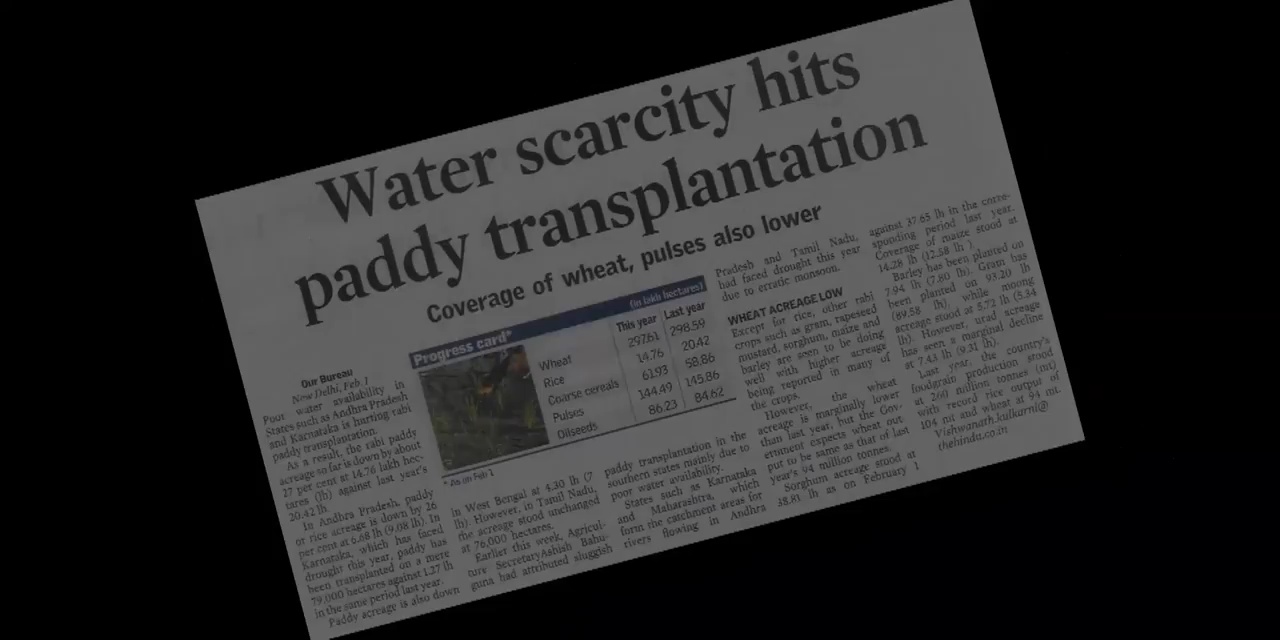 Water scarcity hits
paddy transplantation
Coverage of wheat, pulses also lower
Our Bureau
New Delhi, Feb. 1
Poor water availability in
States such as Andhra Pradesh
and Karnataka is hurting rabi
paddy transplantation.
As a result, the rabi paddy
acreage so far is down by about
27 per cent at 14.76 lakh hec-
tares (lh) against last year's
20.42 lh.
In Andhra Pradesh, paddy
or rice acreage is down by 26
per cent at 6.68 lh (9.08 lh). In
Karnataka, which has faced
drought this year, paddy has
been transplanted on a mere
79,000 hectares against 1.27 lh
in the same period last year.
Paddy acreage is also down
Progress card*
(in lakh hectares)
This year Last year
Wheat 297.61 298.59
Rice 14.76 20.42
Coarse cereals 61.93 58.86
Pulses 144.49 145.86
Oilseeds 86.23 84.62
* As on Feb 1
in West Bengal at 4.30 lh (7
lh). However, in Tamil Nadu,
the acreage stood unchanged
at 76,000 hectares.
Earlier this week, Agricul-
ture SecretaryAshish Bahu-
guna had attributed sluggish
paddy transplantation in the
southern states mainly due to
poor water availability.
States such as Karnataka
and Maharashtra, which
form the catchment areas for
rivers flowing in Andhra
Pradesh and Tamil Nadu,
had faced drought this year
due to erratic monsoon.
WHEAT ACREAGE LOW
Except for rice, other rabi
crops such as gram, rapeseed
mustard, sorghum, maize and
barley are seen to be doing
well with higher acreage
being reported in many of
the crops.
However, the wheat
acreage is marginally lower
than last year, but the Gov-
ernment expects wheat out-
put to be same as that of last
year's 94 million tonnes.
Sorghum acreage stood at
38.81 lh as on February 1
against 37.65 lh in the corre-
sponding period last year.
Coverage of maize stood at
14.28 lh (12.58 lh ).
Barley has been planted on
7.94 lh (7.80 lh). Gram has
been planted on 93.20 lh
(89.58 lh), while moong
acreage stood at 5.72 lh (5.34
lh). However, urad acreage
has seen a marginal decline
at 7.43 lh (9.31 lh).
Last year, the country's
foodgrain production stood
at 260 million tonnes (mt)
with record rice output of
104 mt and wheat at 94 mt.
Vishwanath.kulkarni@
thehindu.co.in